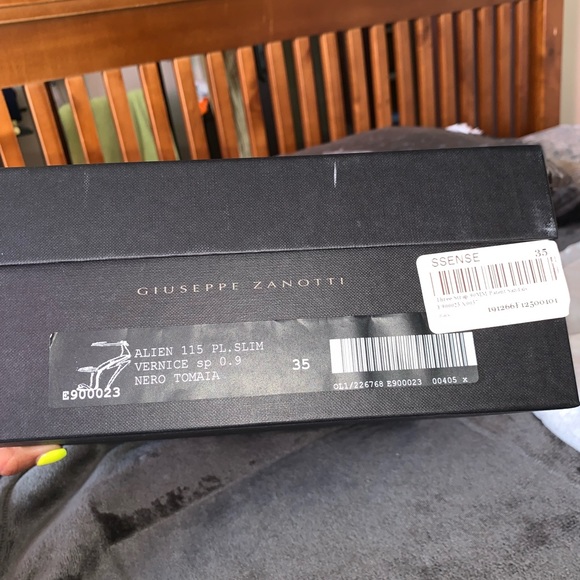 GIUSEPPE ZANOTTI
SSENSE 35
191266F12500101
ALIEN 115 PL.SLIM
VERNICE sp 0.9 35
NERO TOMAIA
E900023
CL1/226768 E900023 00405 x